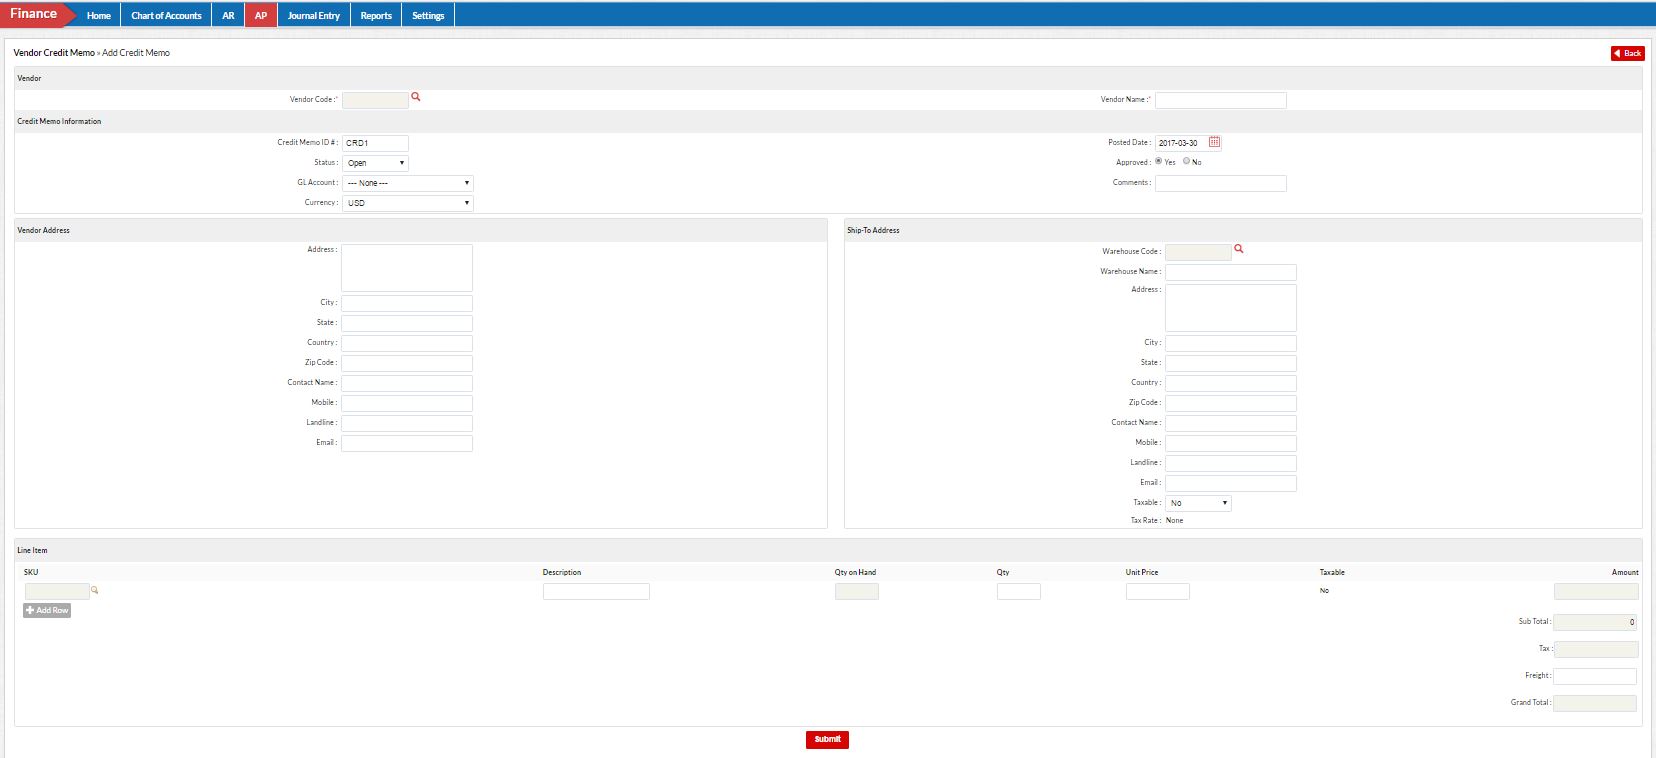 Finance
Home Chart of Accounts AR AP Journal Entry Reports Settings
Vendor Credit Memo » Add Credit Memo
Back
Vendor
Vendor Code :*
Vendor Name :*
Credit Memo Information
Credit Memo ID # : CRD1
Posted Date : 2017-03-30
Status : Open
Approved : Yes No
GL Account : --- None ---
Comments :
Currency : USD
Vendor Address
Address :
City :
State :
Country :
Zip Code :
Contact Name :
Mobile :
Landline :
Email :
Ship-To Address
Warehouse Code :
Warehouse Name :
Address :
City :
State :
Country :
Zip Code :
Contact Name :
Mobile :
Landline :
Email :
Taxable : No
Tax Rate : None
Line Item
SKU Description Qty on Hand Qty Unit Price Taxable Amount
No
Add Row
Sub Total : 0
Tax :
Freight :
Grand Total :
Submit